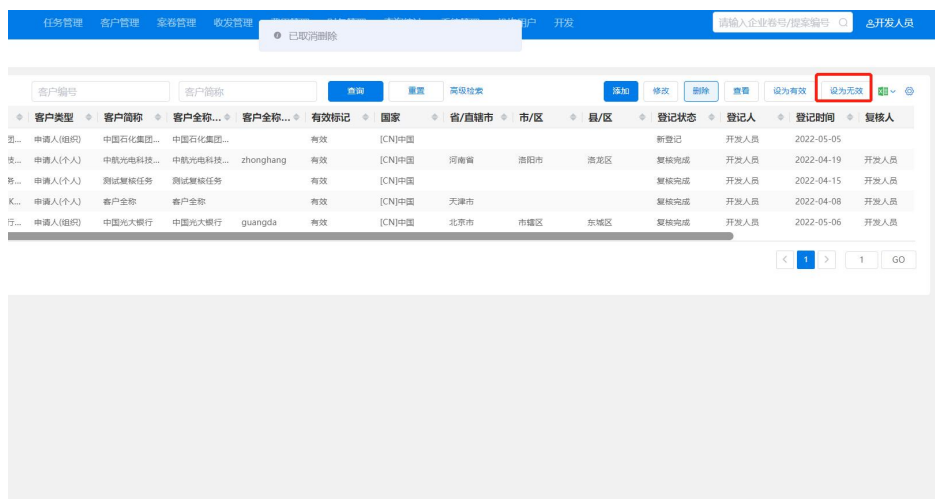 任务管理 客户管理 案卷管理 收发管理 用户 开发 请输入企业卷号/提案编号 开发人员
已取消删除
客户编号 客户简称 查询 重置 高级检索 添加 修改 删除 查看 设为有效 设为无效
客户类型 客户简称 客户全称... 客户全称... 有效标记 国家 省/直辖市 市/区 县/区 登记状态 登记人 登记时间 复核人
团... 申请人(组织) 中国石化集团... 中国石化集团... 有效 [CN]中国 新登记 开发人员 2022-05-05
技... 申请人(个人) 中航光电科技... 中航光电科技... zhonghang 有效 [CN]中国 河南省 洛阳市 洛龙区 复核完成 开发人员 2022-04-19 开发人员
务... 申请人(个人) 测试复核任务 测试复核任务 有效 [CN]中国 复核完成 开发人员 2022-04-15 开发人员
K... 申请人(个人) 客户全称 客户全称 有效 [CN]中国 天津市 复核完成 开发人员 2022-04-08 开发人员
行... 申请人(组织) 中国光大银行 中国光大银行 guangda 有效 [CN]中国 北京市 市辖区 东城区 复核完成 开发人员 2022-05-06 开发人员
< 1 > 1 GO